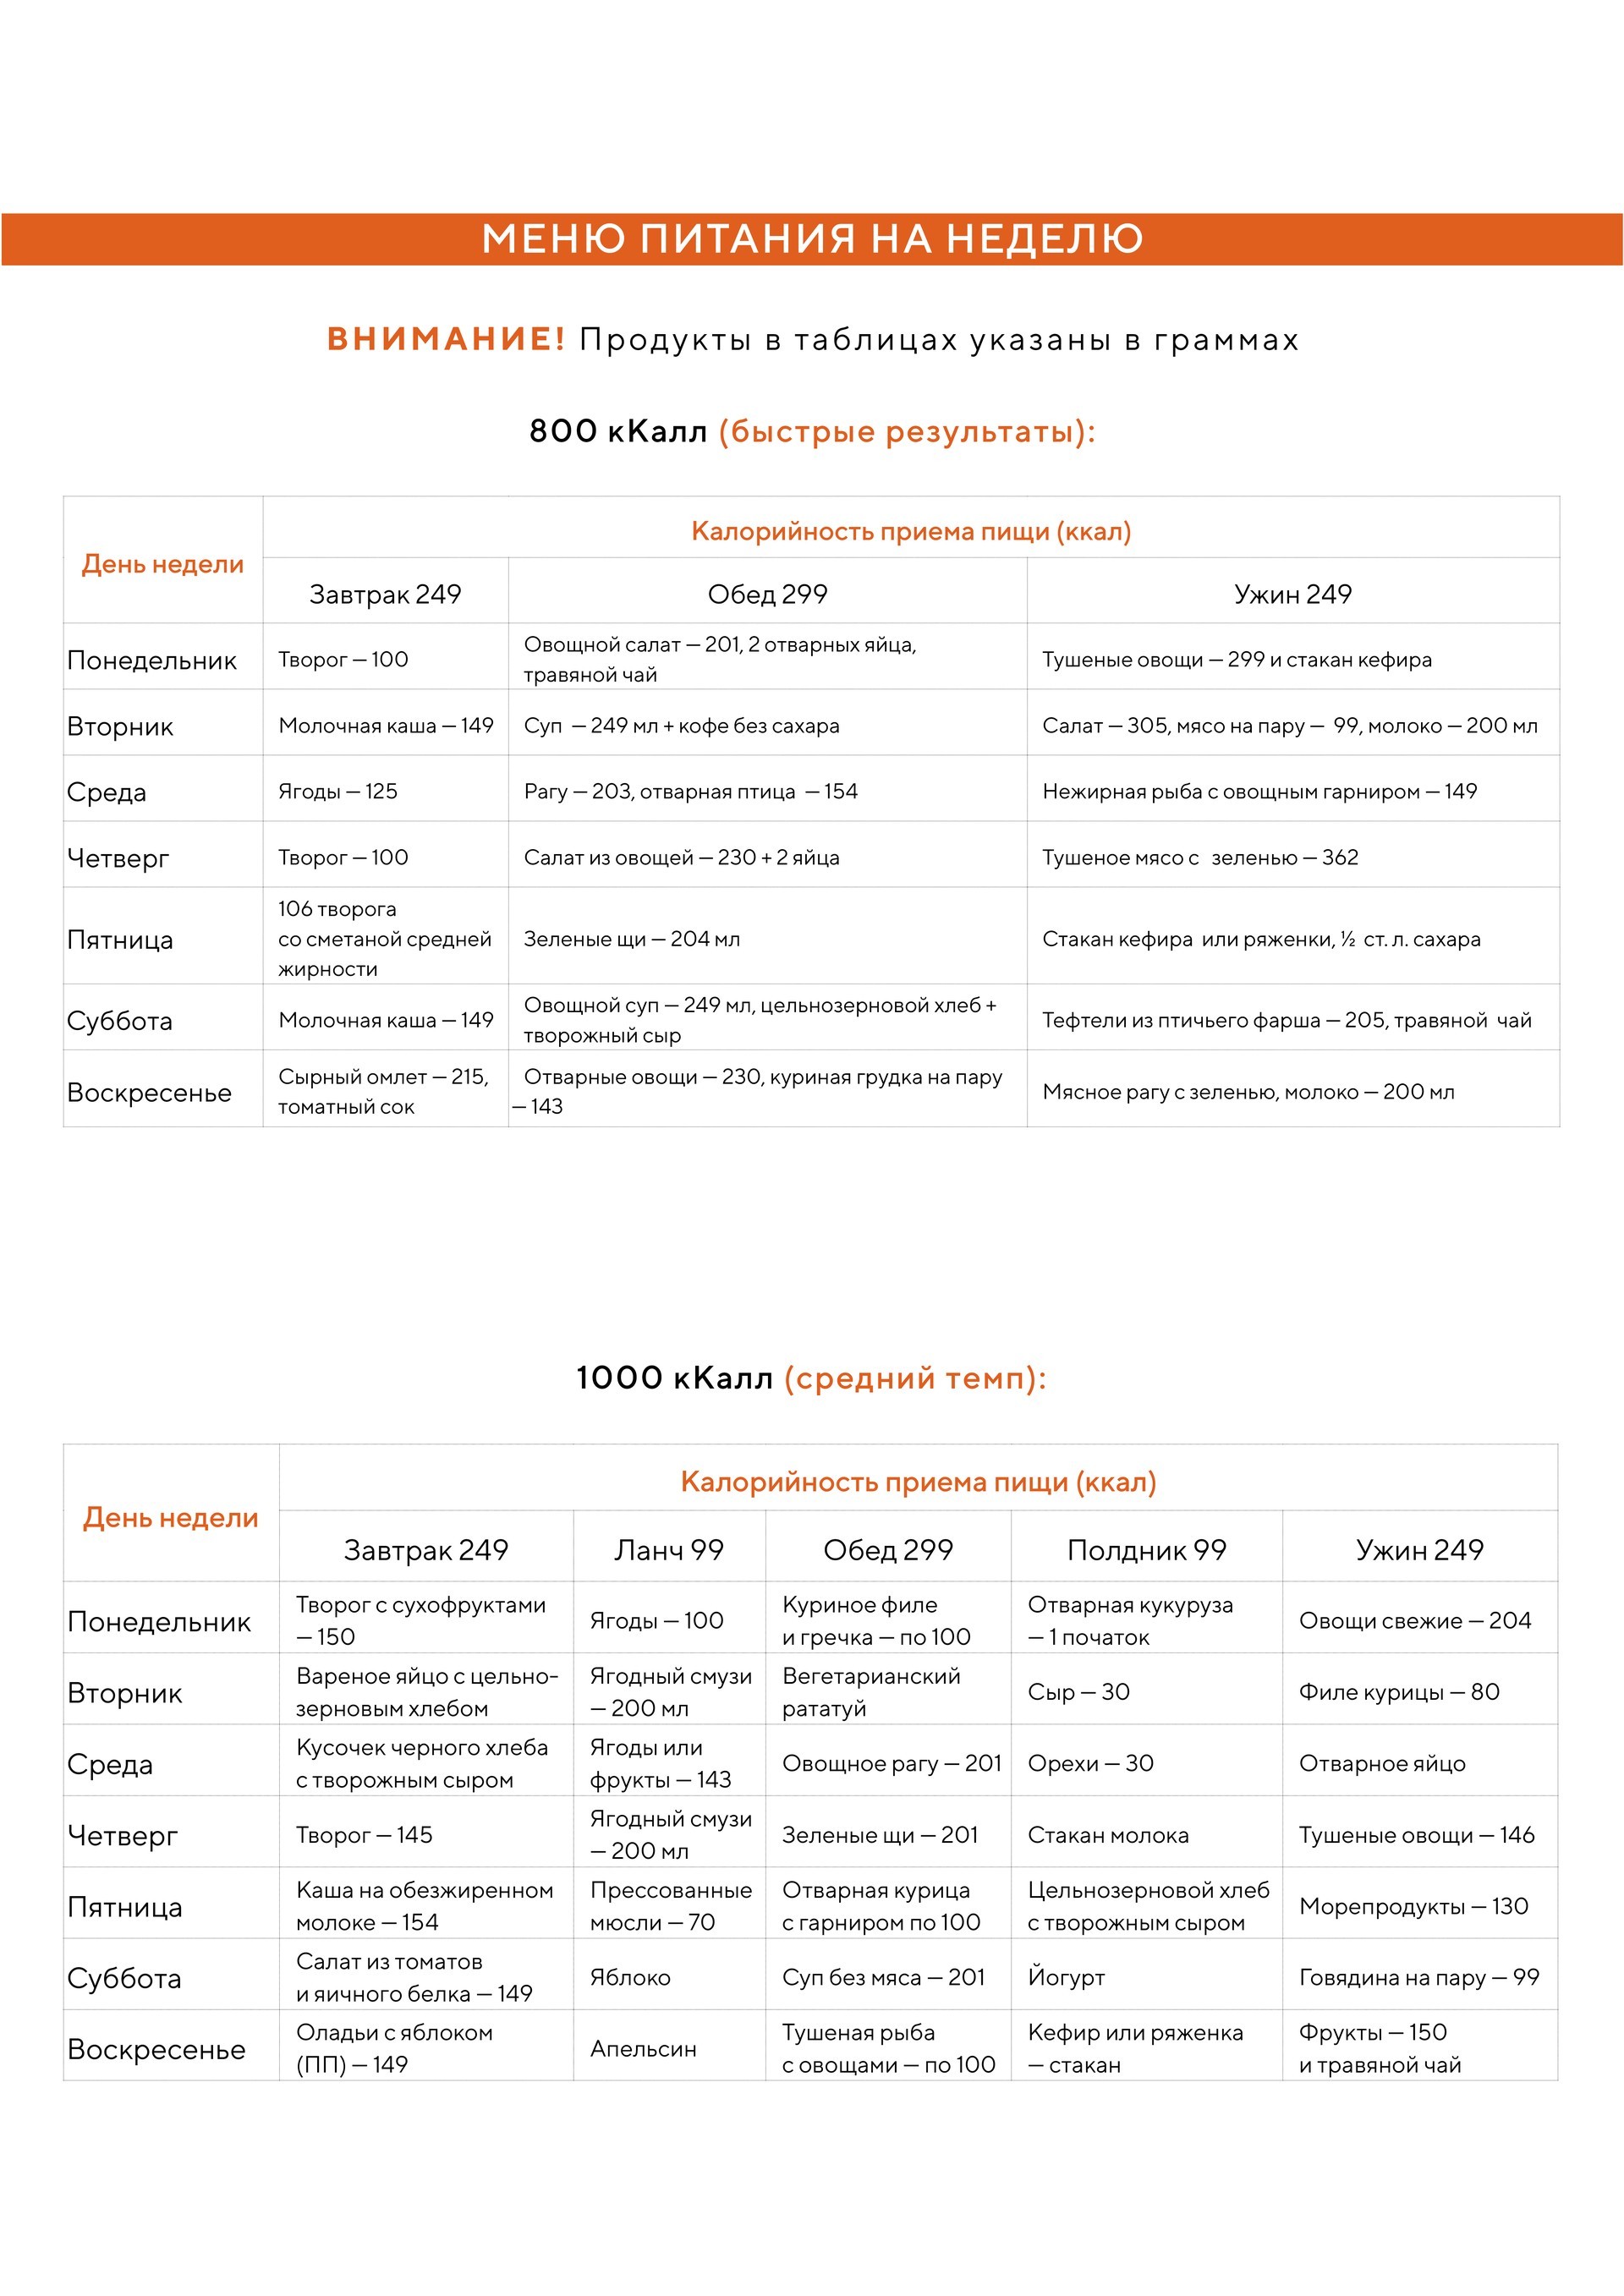 МЕНЮ ПИТАНИЯ НА НЕДЕЛЮ
ВНИМАНИЕ! Продукты в таблицах указаны в граммах
800 кКалл (быстрые результаты):
День недели
Калорийность приема пищи (ккал)
Завтрак 249
Обед 299
Ужин 249
Понедельник
Творог — 100
Овощной салат — 201, 2 отварных яйца,
травяной чай
Тушеные овощи — 299 и стакан кефира
Вторник
Молочная каша — 149
Суп — 249 мл + кофе без сахара
Салат — 305, мясо на пару — 99, молоко — 200 мл
Среда
Ягоды — 125
Рагу — 203, отварная птица — 154
Нежирная рыба с овощным гарниром — 149
Четверг
Творог — 100
Салат из овощей — 230 + 2 яйца
Тушеное мясо с зеленью — 362
Пятница
106 творога
со сметаной средней
жирности
Зеленые щи — 204 мл
Стакан кефира или ряженки, ½ ст. л. сахара
Суббота
Молочная каша — 149
Овощной суп — 249 мл, цельнозерновой хлеб +
творожный сыр
Тефтели из птичьего фарша — 205, травяной чай
Воскресенье
Сырный омлет — 215,
томатный сок
Отварные овощи — 230, куриная грудка на пару
— 143
Мясное рагу с зеленью, молоко — 200 мл
1000 кКалл (средний темп):
День недели
Калорийность приема пищи (ккал)
Завтрак 249
Ланч 99
Обед 299
Полдник 99
Ужин 249
Понедельник
Творог с сухофруктами
— 150
Ягоды — 100
Куриное филе
и гречка — по 100
Отварная кукуруза
— 1 початок
Овощи свежие — 204
Вторник
Вареное яйцо с цельно-
зерновым хлебом
Ягодный смузи
— 200 мл
Вегетарианский
рататуй
Сыр — 30
Филе курицы — 80
Среда
Кусочек черного хлеба
с творожным сыром
Ягоды или
фрукты — 143
Овощное рагу — 201
Орехи — 30
Отварное яйцо
Четверг
Творог — 145
Ягодный смузи
— 200 мл
Зеленые щи — 201
Стакан молока
Тушеные овощи — 146
Пятница
Каша на обезжиренном
молоке — 154
Прессованные
мюсли — 70
Отварная курица
с гарниром по 100
Цельнозерновой хлеб
с творожным сыром
Морепродукты — 130
Суббота
Салат из томатов
и яичного белка — 149
Яблоко
Суп без мяса — 201
Йогурт
Говядина на пару — 99
Воскресенье
Оладьи с яблоком
(ПП) — 149
Апельсин
Тушеная рыба
с овощами — по 100
Кефир или ряженка
— стакан
Фрукты — 150
и травяной чай